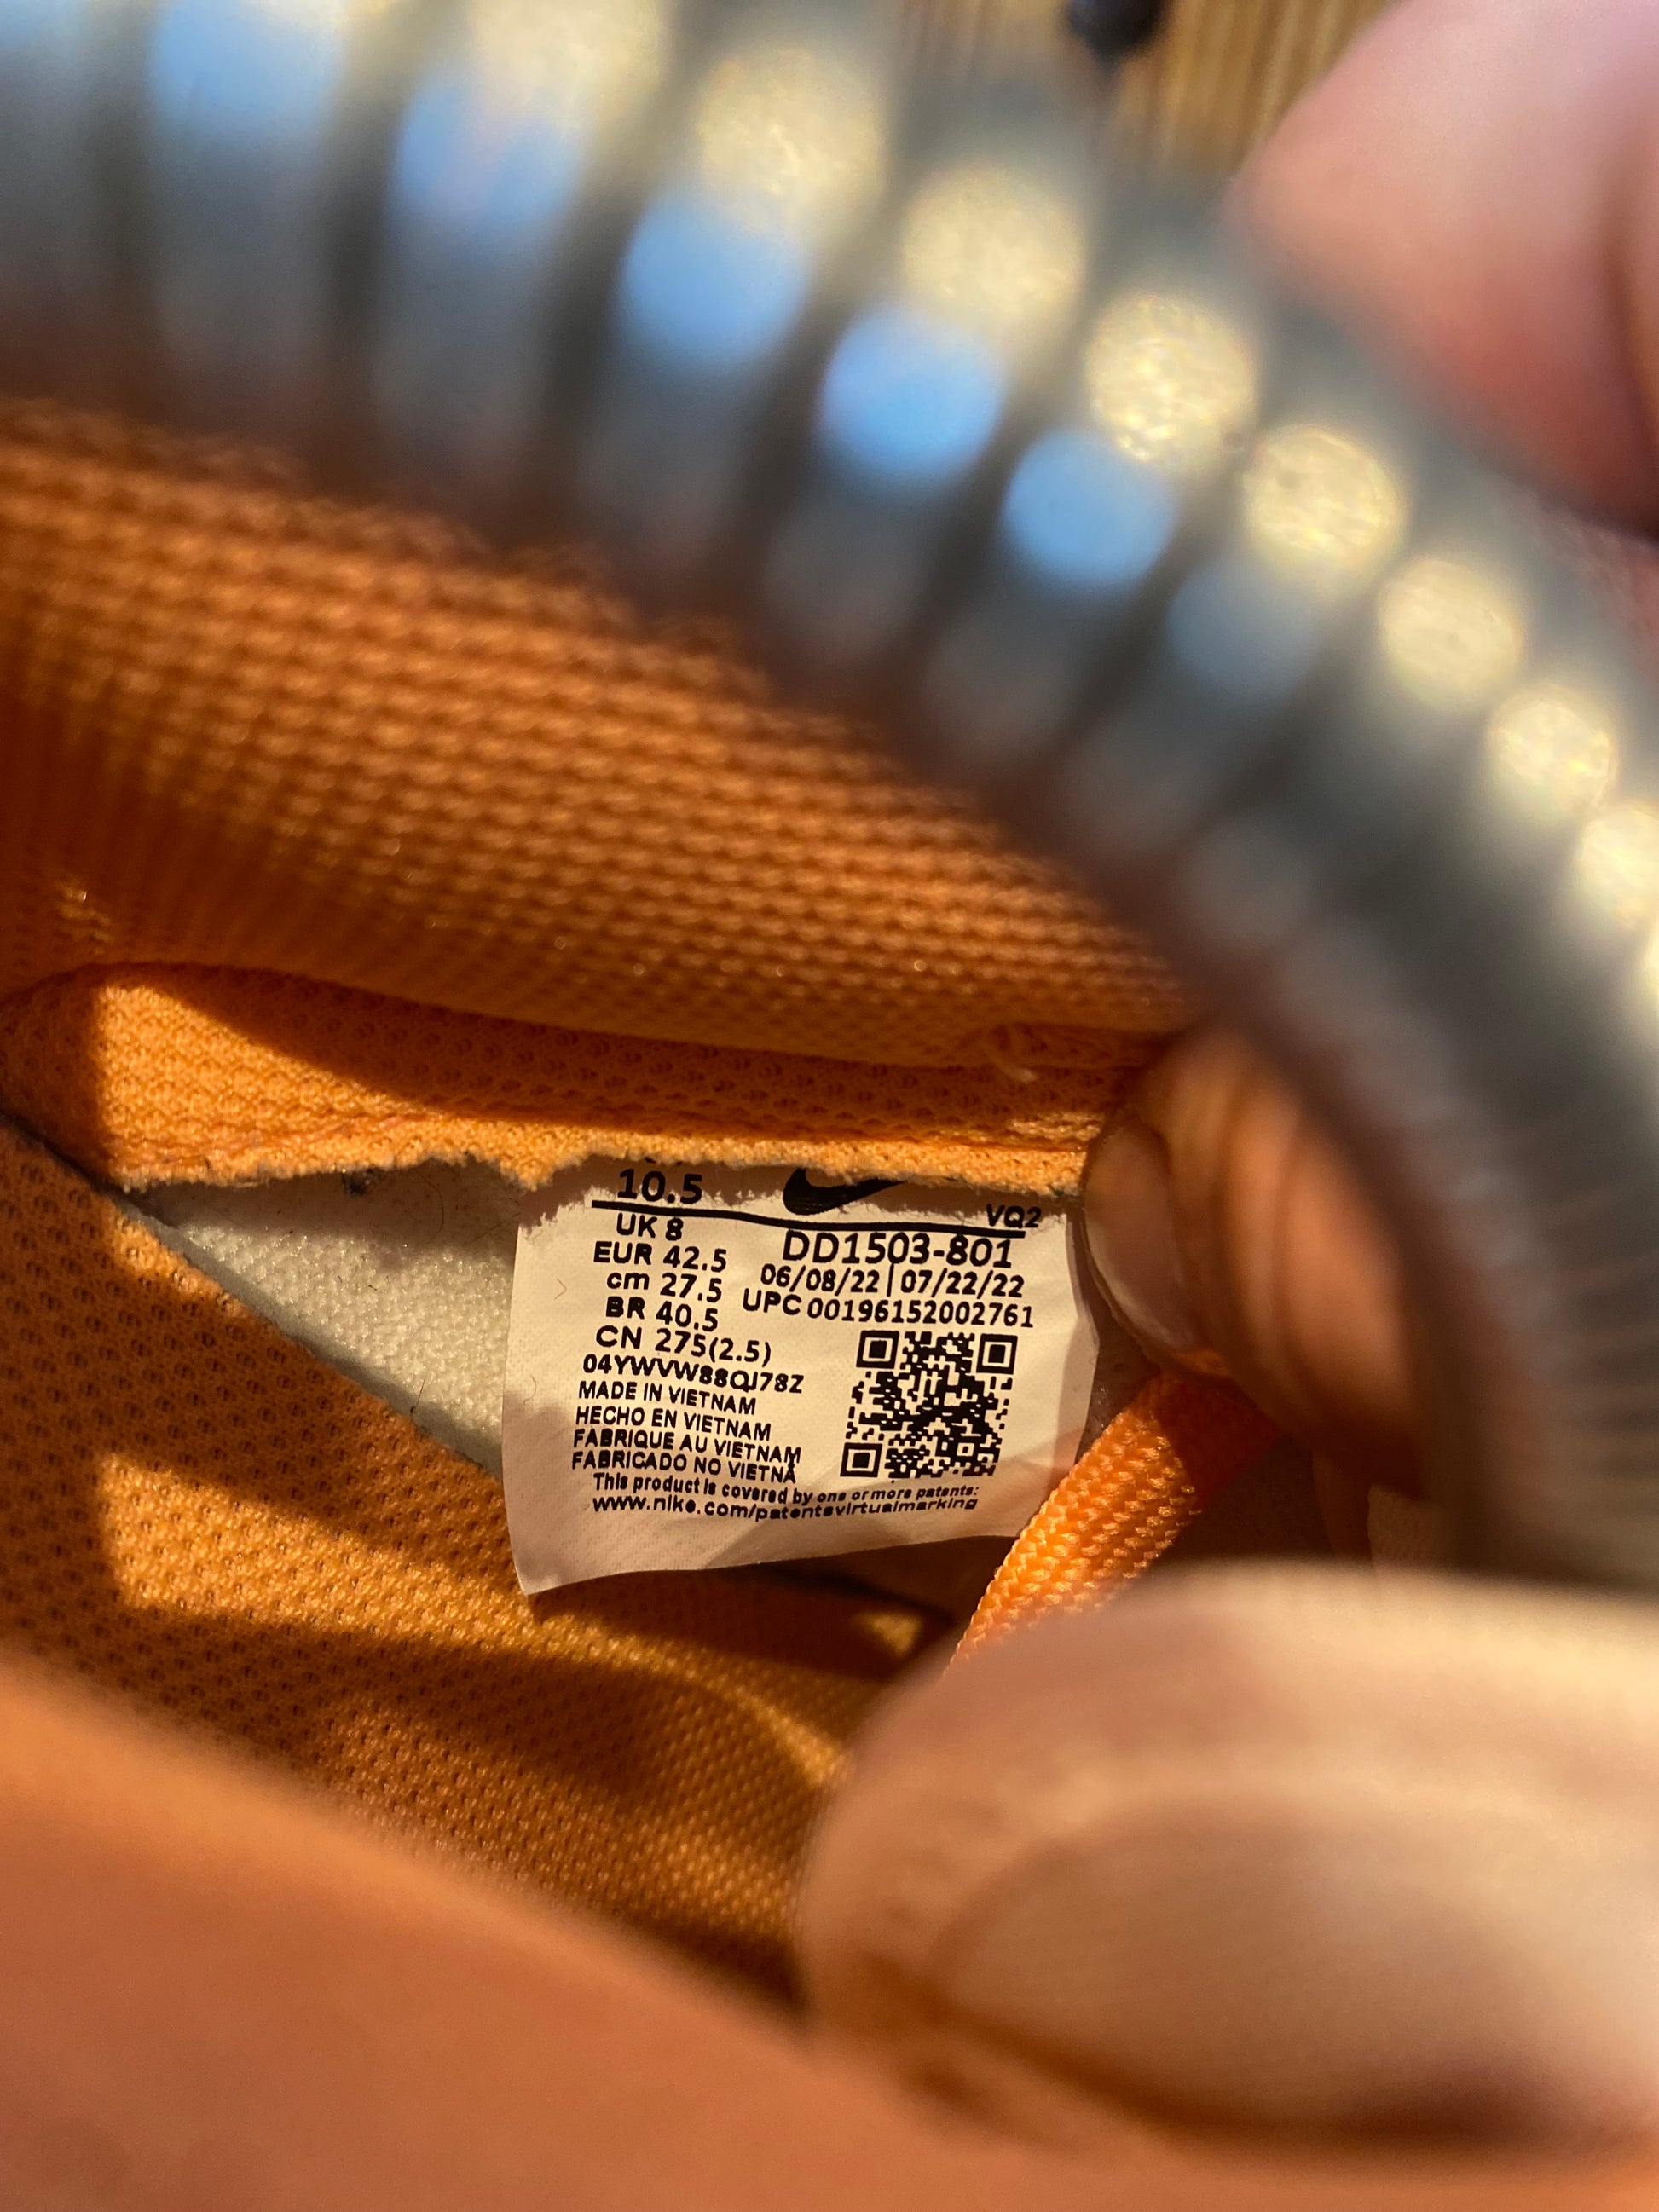 10.5
VQ2
UK 8
EUR 42.5
cm 27.5
BR 40.5
CN 275(2.5)
04YWVW88QJ78Z
MADE IN VIETNAM
HECHO EN VIETNAM
FABRIQUE AU VIETNAM
FABRICADO NO VIETNÃ
DD1503-801
06/08/22 | 07/22/22
UPC 00196152002761
This product is covered by one or more patents:
www.nike.com/patentsvirtualmarking